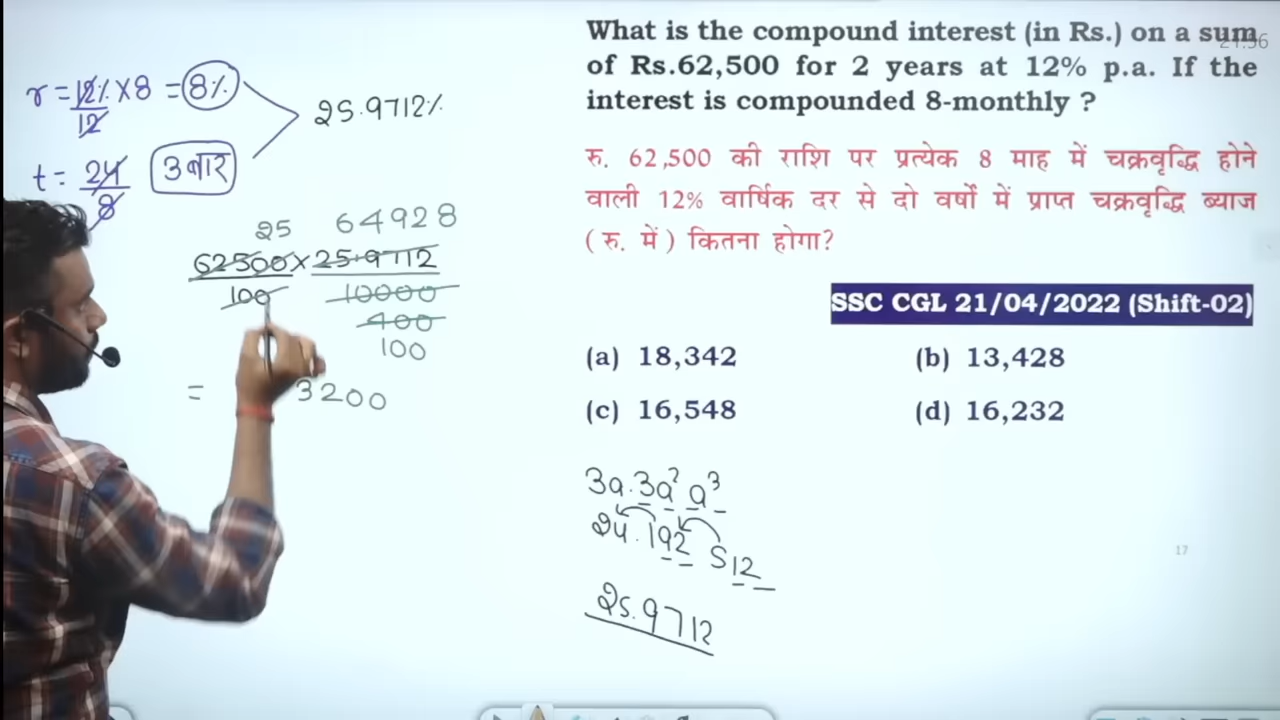 What is the compound interest (in Rs.) on a sum
of Rs.62,500 for 2 years at 12% p.a. If the
interest is compounded 8-monthly ?
रु. 62,500 की राशि पर प्रत्येक 8 माह में चक्रवृद्धि होने
वाली 12% वार्षिक दर से दो वर्षों में प्राप्त चक्रवृद्धि ब्याज
( रु. में ) कितना होगा?
SSC CGL 21/04/2022 (Shift-02)
(a) 18,342
(b) 13,428
(c) 16,548
(d) 16,232
r = 12%/12 × 8 = 8%
25.9712%
t = 24/8 3 बार
25 64928
62500/100 × 25.9712/10000
400
100
= 3200
3a. 3a² a³
24. 192 512
25.9712
17